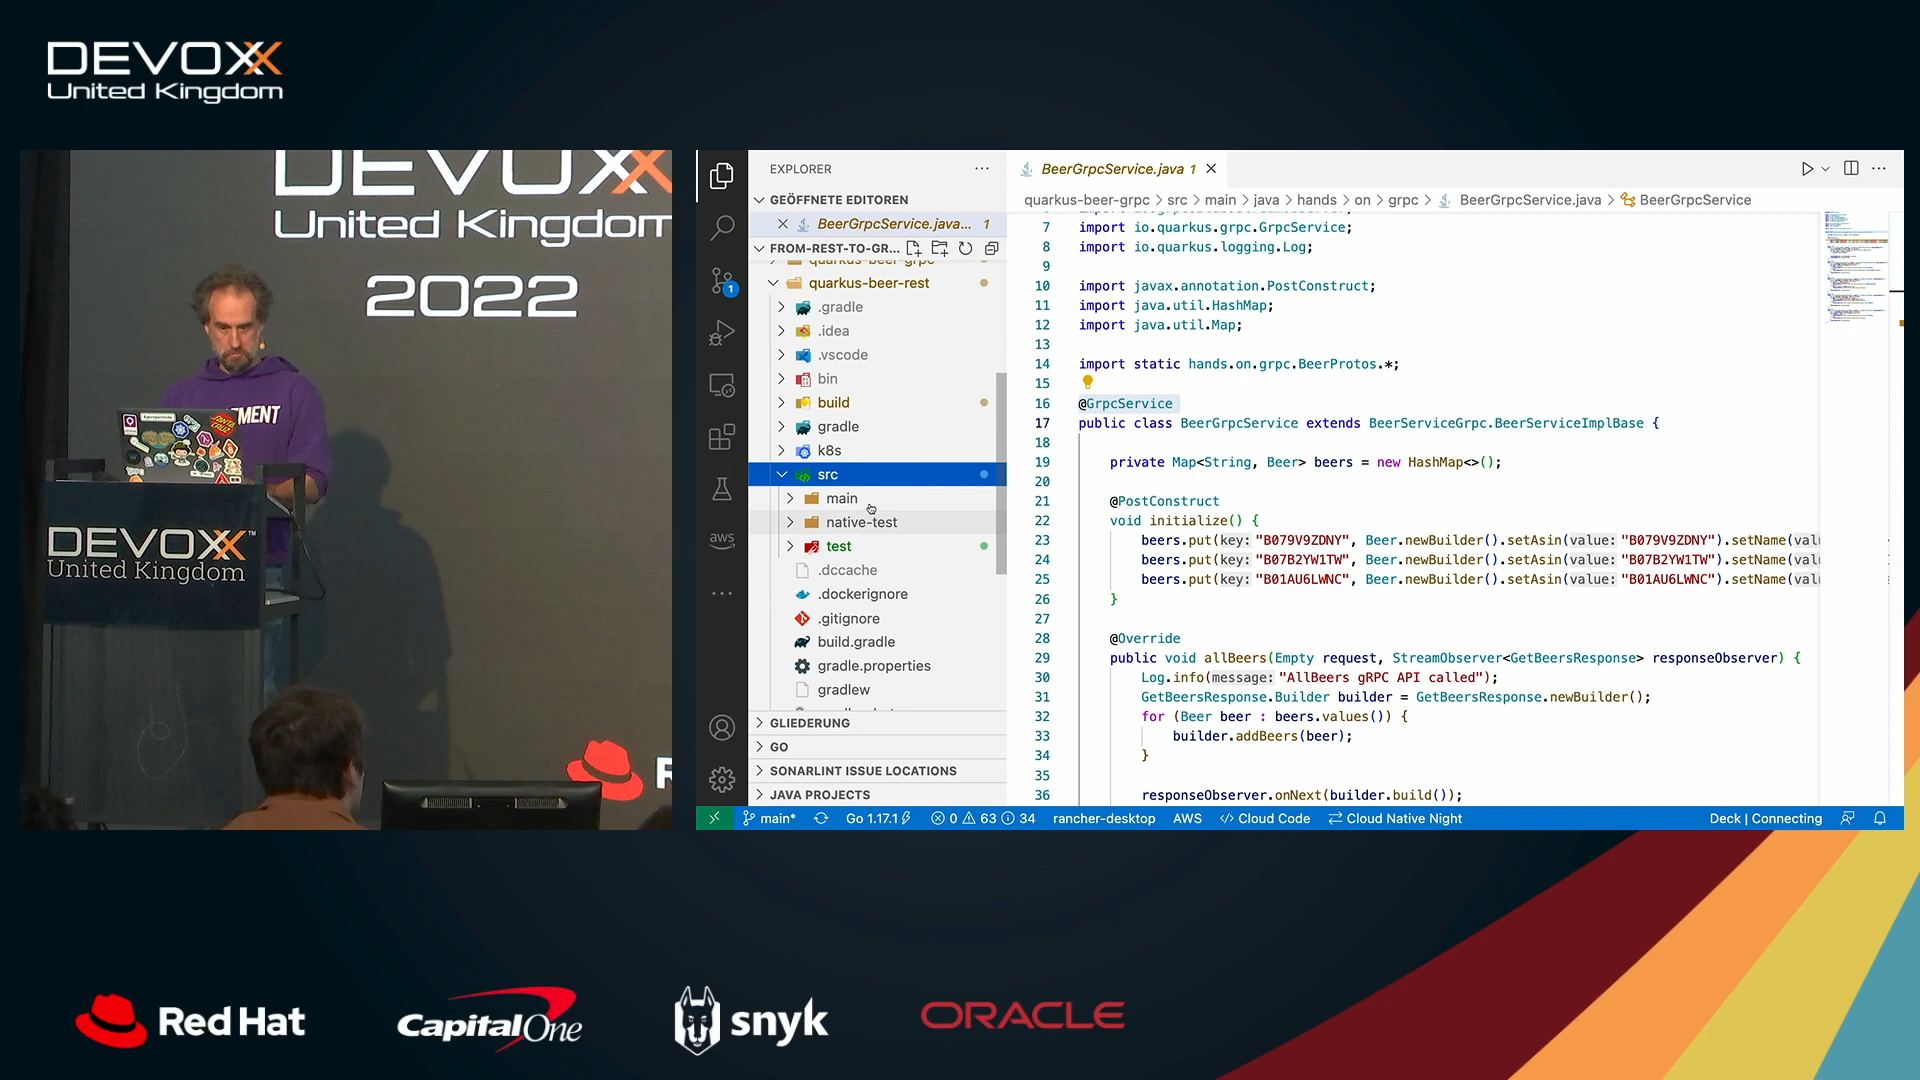 DEVOXX
United Kingdom
DEVOXX
United Kingdom
2022
MENT
DEVOXX™
United Kingdom
EXPLORER
GEÖFFNETE EDITOREN
BeerGrpcService.java... 1
FROM-REST-TO-GR...
quarkus-beer-grpc
quarkus-beer-rest
.gradle
.idea
.vscode
bin
build
gradle
k8s
src
main
native-test
test
.dccache
.dockerignore
.gitignore
build.gradle
gradle.properties
gradlew
GLIEDERUNG
GO
SONARLINT ISSUE LOCATIONS
JAVA PROJECTS
1
aws
BeerGrpcService.java 1
quarkus-beer-grpc > src > main > java > hands > on > grpc > BeerGrpcService.java > BeerGrpcService
7 import io.quarkus.grpc.GrpcService;
8 import io.quarkus.logging.Log;
9
10 import javax.annotation.PostConstruct;
11 import java.util.HashMap;
12 import java.util.Map;
13
14 import static hands.on.grpc.BeerProtos.*;
15
16 @GrpcService
17 public class BeerGrpcService extends BeerServiceGrpc.BeerServiceImplBase {
18
19 private Map<String, Beer> beers = new HashMap<>();
20
21 @PostConstruct
22 void initialize() {
23 beers.put(key: "B079V9ZDNY", Beer.newBuilder().setAsin(value: "B079V9ZDNY").setName(valu
24 beers.put(key: "B07B2YW1TW", Beer.newBuilder().setAsin(value: "B07B2YW1TW").setName(valu
25 beers.put(key: "B01AU6LWNC", Beer.newBuilder().setAsin(value: "B01AU6LWNC").setName(valu
26 }
27
28 @Override
29 public void allBeers(Empty request, StreamObserver<GetBeersResponse> responseObserver) {
30 Log.info(message: "AllBeers gRPC API called");
31 GetBeersResponse.Builder builder = GetBeersResponse.newBuilder();
32 for (Beer beer : beers.values()) {
33 builder.addBeers(beer);
34 }
35
36 responseObserver.onNext(builder.build());
main* Go 1.17.1 0 63 34 rancher-desktop AWS Cloud Code Cloud Native Night Deck | Connecting
Red Hat
Capital One
snyk
ORACLE